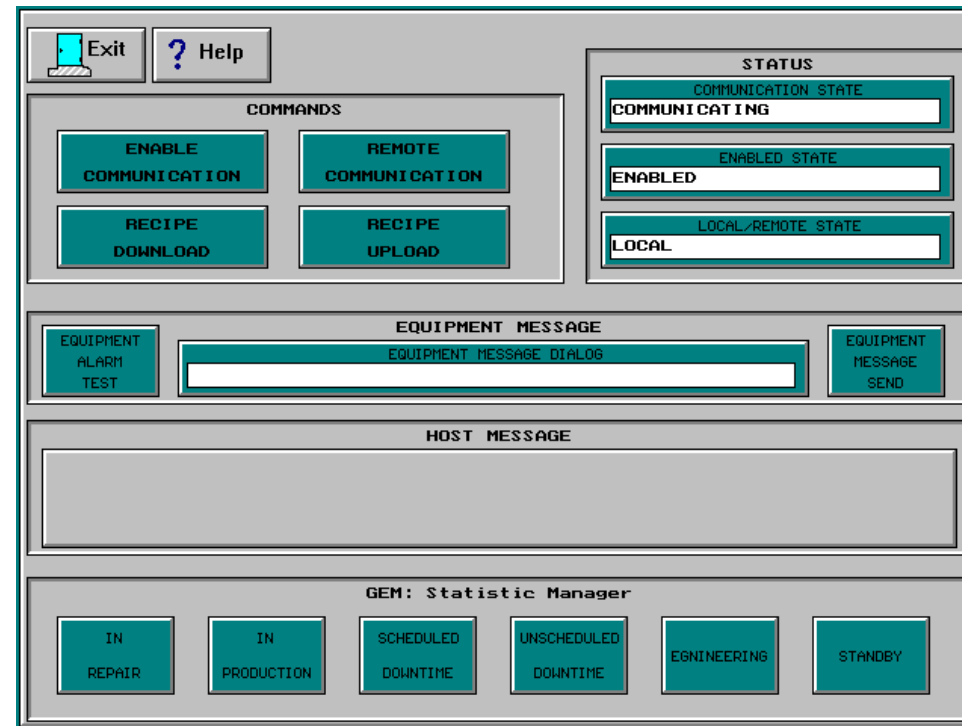 Exit
? Help
COMMANDS
ENABLE
COMMUNICATION
REMOTE
COMMUNICATION
RECIPE
DOWNLOAD
RECIPE
UPLOAD
STATUS
COMMUNICATION STATE
COMMUNICATING
ENABLED STATE
ENABLED
LOCAL/REMOTE STATE
LOCAL
EQUIPMENT MESSAGE
EQUIPMENT
ALARM
TEST
EQUIPMENT MESSAGE DIALOG
EQUIPMENT
MESSAGE
SEND
HOST MESSAGE
GEM: Statistic Manager
IN
REPAIR
IN
PRODUCTION
SCHEDULED
DOWNTIME
UNSCHEDULED
DOWNTIME
EGNINEERING
STANDBY